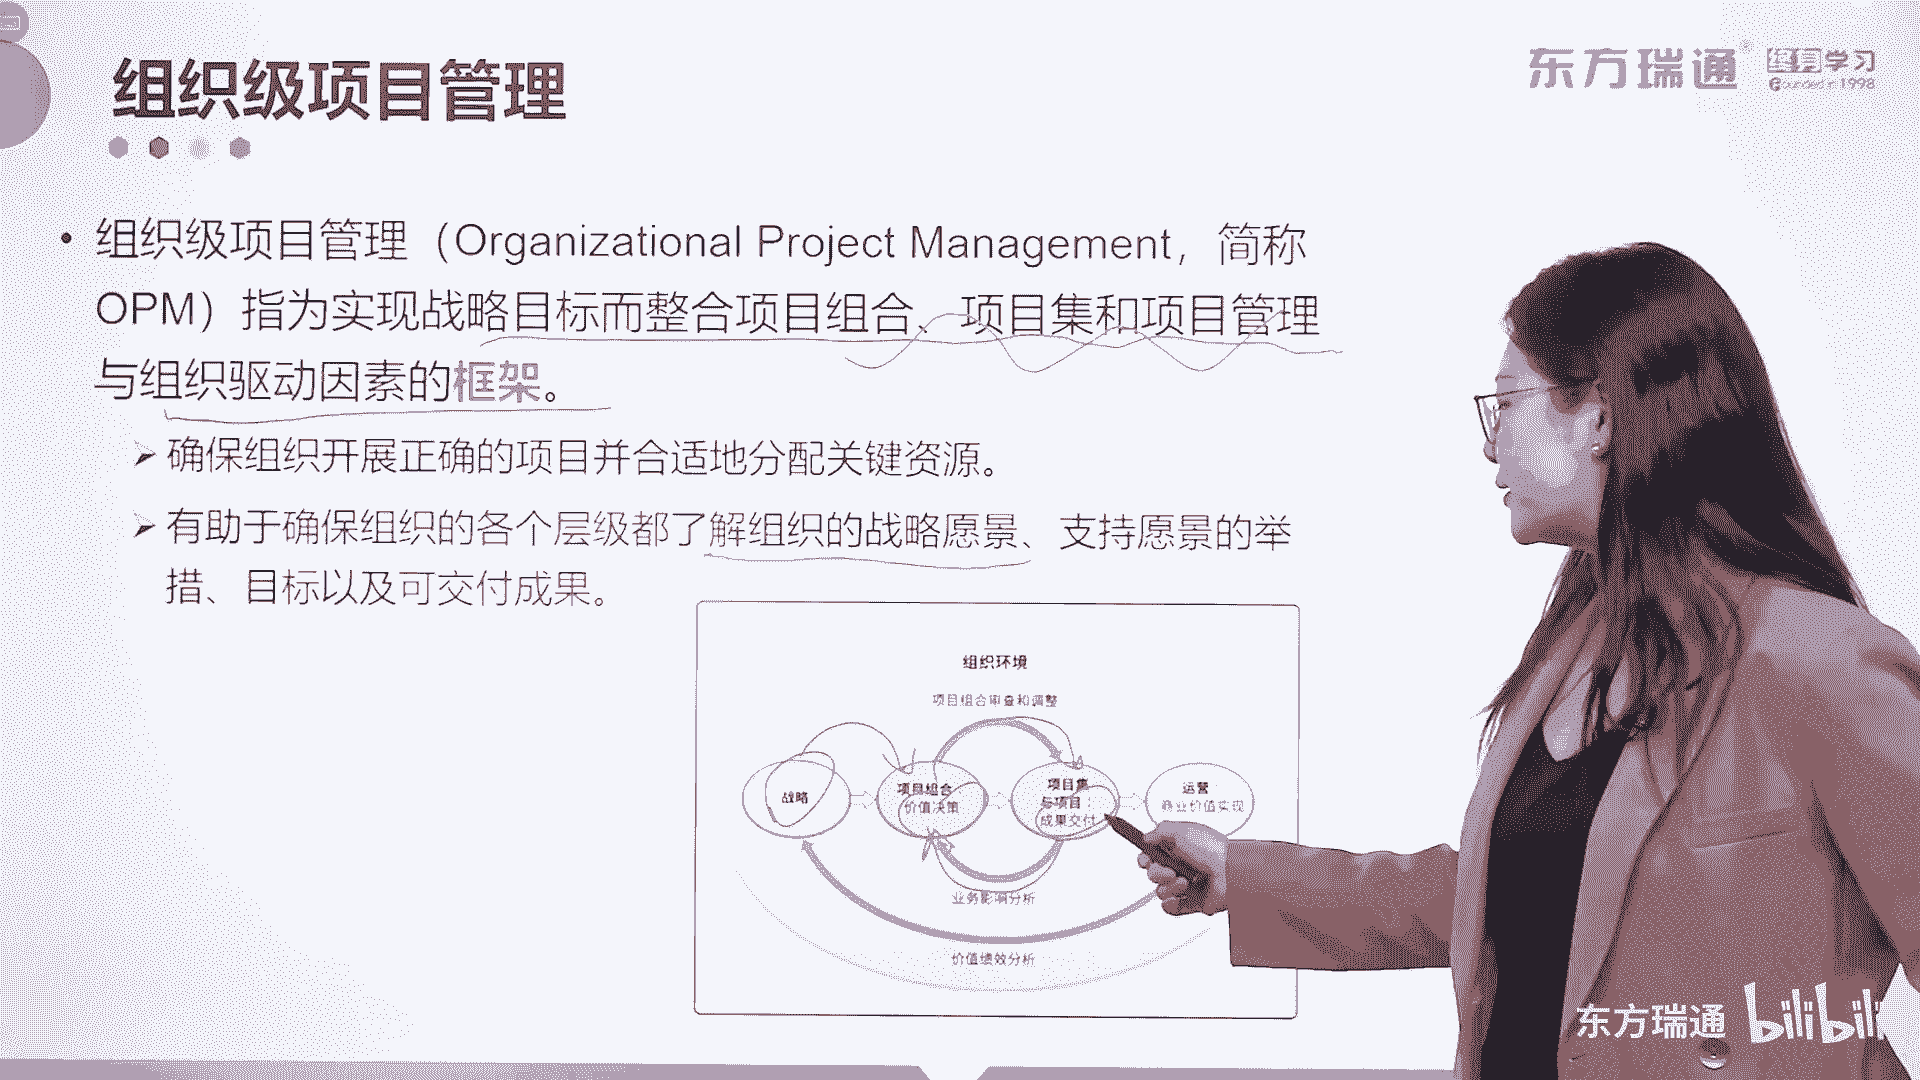 组织级项目管理
东方瑞通 终身学习
Founded in 1998
• 组织级项目管理（Organizational Project Management，简称
OPM）指为实现战略目标而整合项目组合、项目集和项目管理
与组织驱动因素的框架。
➢ 确保组织开展正确的项目并合适地分配关键资源。
➢ 有助于确保组织的各个层级都了解组织的战略愿景、支持愿景的举
措、目标以及可交付成果。
组织环境
项目组合审查和调整
战略
项目组合
价值决策
项目集
与项目：
成果交付
运营
商业价值实现
业务影响分析
价值绩效分析
东方瑞通 bilibili